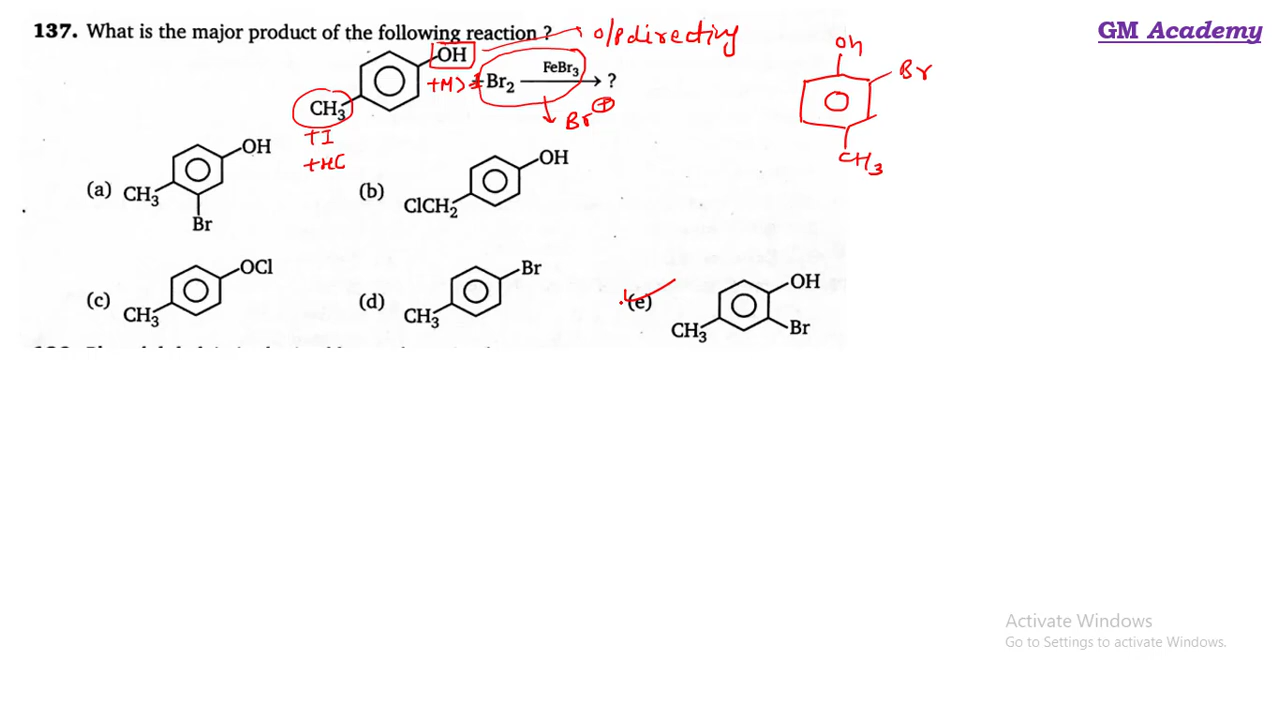 GM Academy
137. What is the major product of the following reaction ?
o/p directing
OH
+M >
+ Br2 FeBr3 ?
CH3
Br +
+I
+HC
Oh
Br
CH3
(a) CH3 OH
Br
(b) ClCH2 OH
(c) CH3 OCl
(d) CH3 Br
(e) CH3 OH
Br
Activate Windows
Go to Settings to activate Windows.